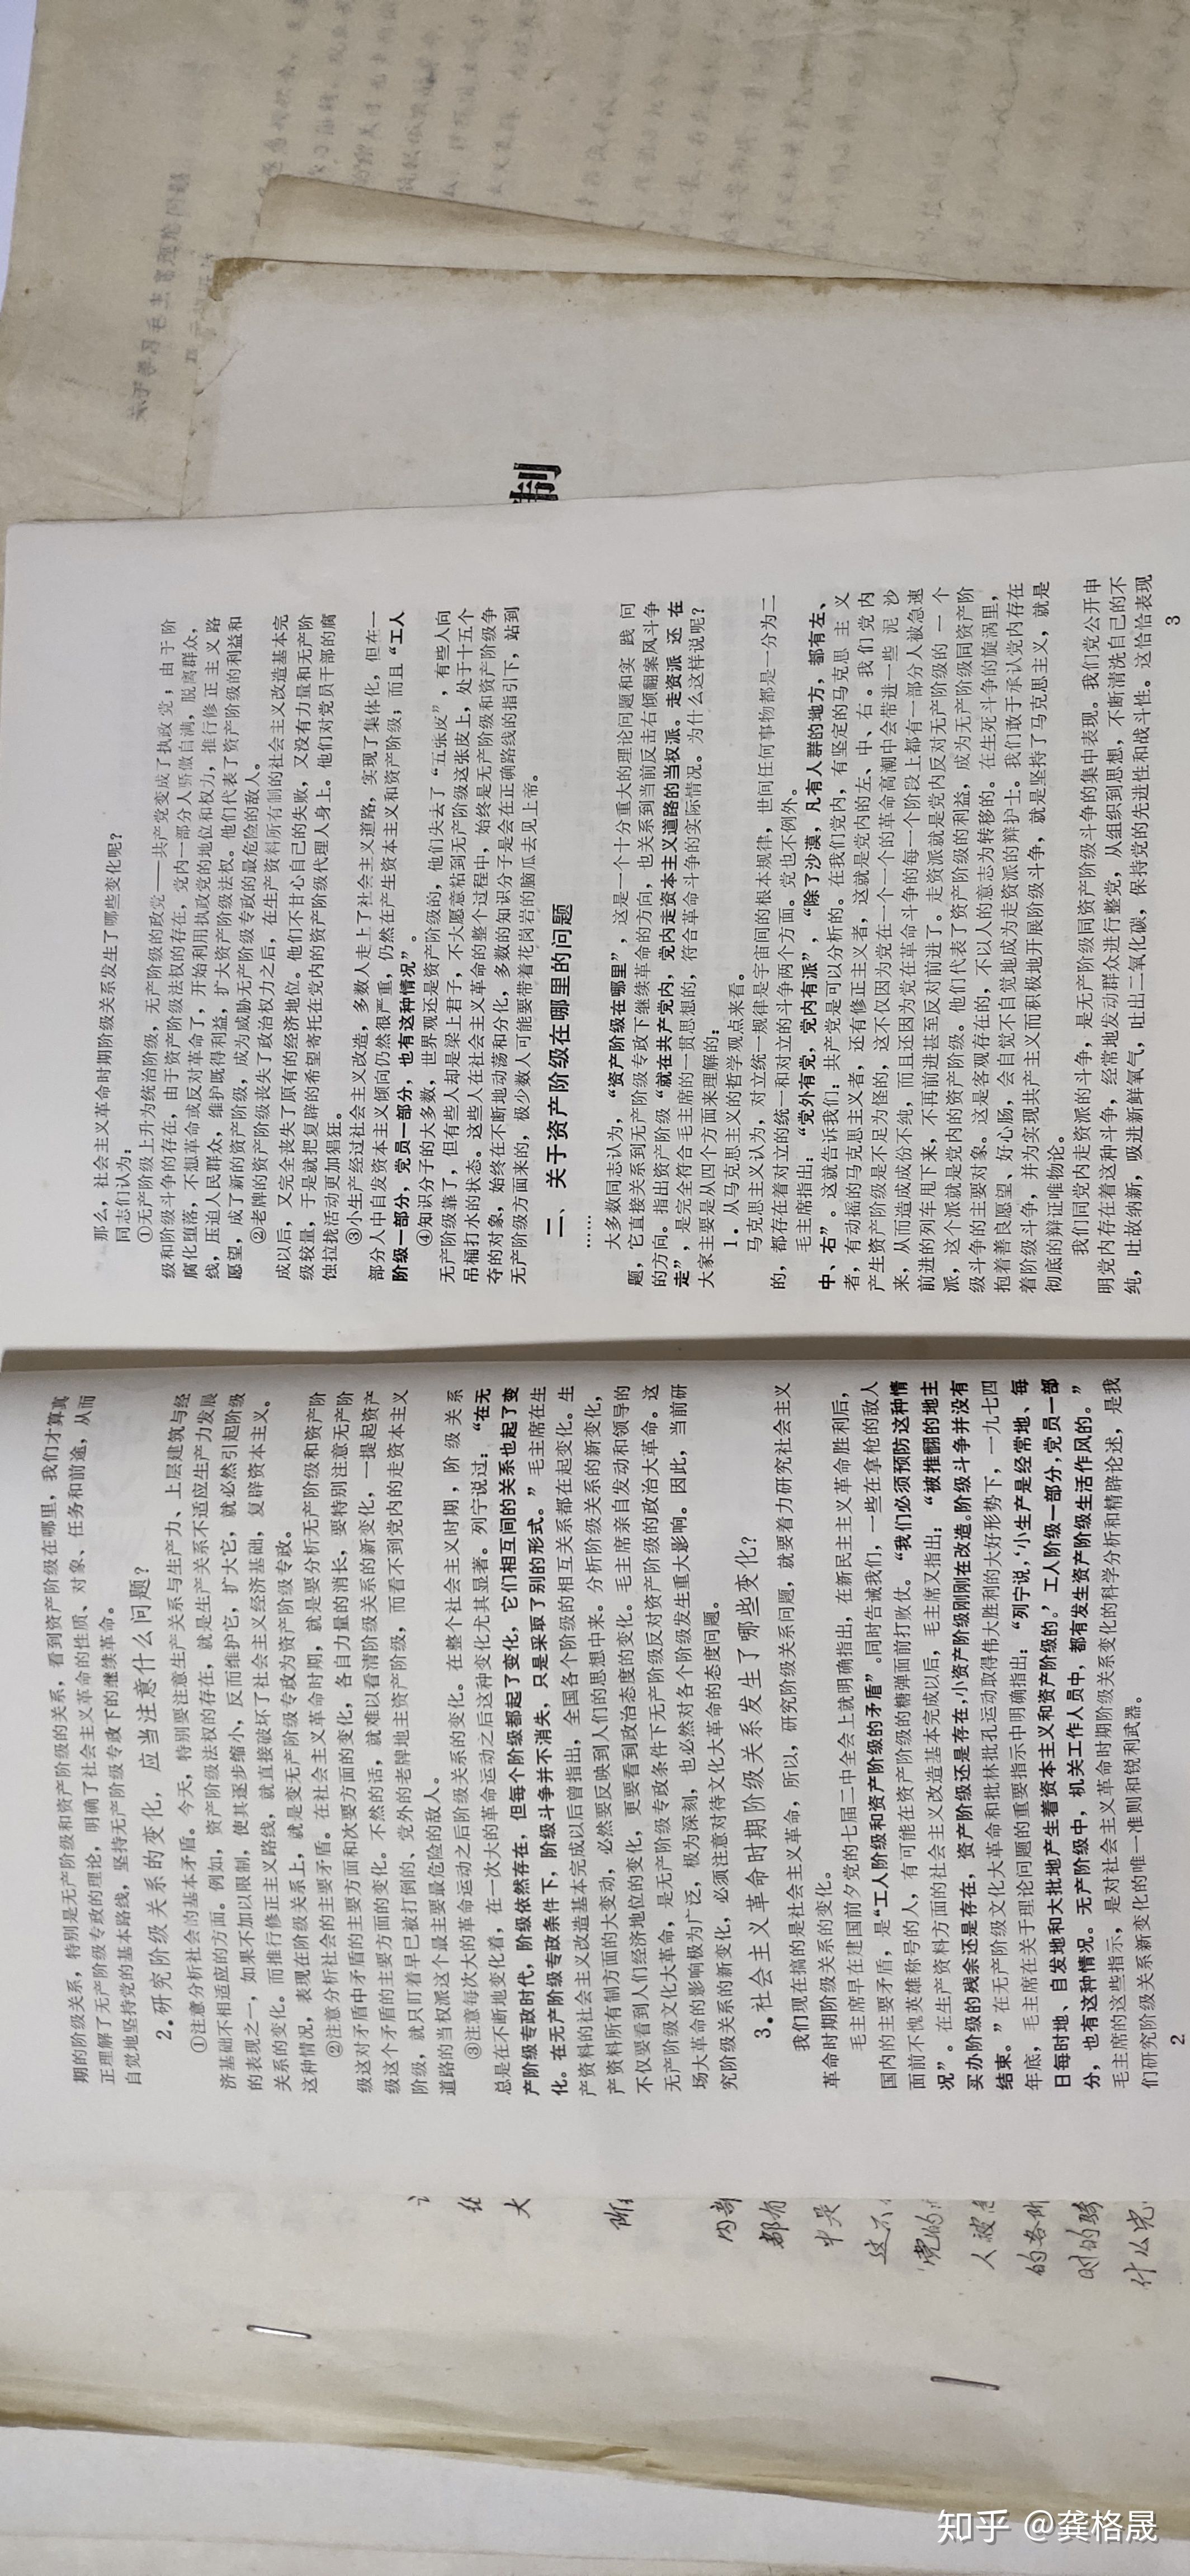 期的阶级关系，特别是无产阶级和资产阶级的关系，看到资产阶级在哪里，我们才算真
正理解了无产阶级专政的理论，明确了社会主义革命的性质、对象、任务和前途，从而
自觉地坚持党的基本路线，坚持无产阶级专政下的继续革命。
2.研究阶级关系的变化，应当注意什么问题？
①注意分析社会的基本矛盾。今天，特别要注意生产关系与生产力、上层建筑与经
济基础不相适应的方面。例如，资产阶级法权的存在，就是生产关系不适应生产力发展
的表现之一，如果不加以限制，使其逐步缩小，反而维护它，扩大它，就必然引起阶级
关系的变化。而推行修正主义路线，就直接破坏了社会主义经济基础，复辟资本主义。
这种情况，表现在阶级关系上，就是变无产阶级专政为资产阶级专政。
②注意分析社会的主要矛盾。在社会主义革命时期，就是要分析无产阶级和资产阶
级这对矛盾中矛盾的主要方面和次要方面的变化，各自力量的消长，要特别注意无产阶
级这个矛盾的主要方面的变化。不然的话，就难以看清阶级关系的新变化，一提起资产
阶级，就只盯着早已被打倒的、党外的老牌地主资产阶级，而看不到党内的走资本主义
道路的当权派这个最主要最危险的敌人。
③注意每次大的革命运动之后阶级关系的变化。在整个社会主义时期，阶级关系
总是在不断地变化着，在一次大的革命运动之后这种变化尤其显著。列宁说过：“在无
产阶级专政时代，阶级依然存在，但每个阶级都起了变化，它们相互间的关系也起了变
化。在无产阶级专政条件下，阶级斗争并不消失，只是采取了别的形式。”毛主席在生
产资料的社会主义改造基本完成以后曾指出，全国各个阶级的相互关系都在起变化。生
产资料所有制方面的大变动，必然要反映到人们的思想中来。分析阶级关系的新变化，
不仅要看到人们经济地位的变化，更要看到政治态度的变化。毛主席亲自发动和领导的
无产阶级文化大革命，是无产阶级专政条件下无产阶级反对资产阶级的政治大革命。这
场大革命的影响极为广泛，极为深刻，也必然对各个阶级发生重大影响。因此，当前研
究阶级关系的新变化，必须注意对待文化大革命的态度问题。
3.社会主义革命时期阶级关系发生了哪些变化？
我们现在搞的是社会主义革命，所以，研究阶级关系问题，就要着力研究社会主义
革命时期阶级关系的变化。
毛主席早在建国前夕党的七届二中全会上就明确指出，在新民主主义革命胜利后，
国内的主要矛盾，是“工人阶级和资产阶级的矛盾”。同时告诫我们，一些在拿枪的敌人
面前不愧英雄称号的人，有可能在资产阶级的糖弹面前打败仗。“我们必须预防这种情
况”。在生产资料方面的社会主义改造基本完成以后，毛主席又指出：“被推翻的地主
买办阶级的残余还是存在，资产阶级还是存在，小资产阶级刚刚在改造。阶级斗争并没有
结束。”在无产阶级文化大革命和批林批孔运动取得伟大胜利的大好形势下，一九七四
年底，毛主席在关于理论问题的重要指示中明确指出：“列宁说，‘小生产是经常地、每
日每时地、自发地和大批地产生着资本主义和资产阶级的。’工人阶级一部分，党员一部
分，也有这种情况。无产阶级中，机关工作人员中，都有发生资产阶级生活作风的。”
毛主席的这些指示，是对社会主义革命时期阶级关系变化的科学分析和精辟论述，是我
们研究阶级关系新变化的唯一准则和锐利武器。
2
那么，社会主义革命时期阶级关系发生了哪些变化呢？
同志们认为：
①无产阶级上升为统治阶级，无产阶级的政党——共产党变成了执政党；由于阶
级和阶级斗争的存在，由于资产阶级法权的存在，党内一部分人骄傲自满，脱离群众，
腐化堕落，不想革命或反对革命了，开始利用执政党的地位和权力，推行修正主义路
线，压迫人民群众，维护既得利益，扩大资产阶级法权。他们代表了资产阶级的利益和
愿望，成了新的资产阶级，成为威胁无产阶级专政的最危险的敌人。
②老牌的资产阶级丧失了政治权力之后，在生产资料所有制的社会主义改造基本完
成以后，又完全丧失了原有的经济地位。他们不甘心自己的失败，又没有力量和无产阶
级较量，于是就把复辟的希望寄托在党内的资产阶级代理人身上。他们对党员干部的腐
蚀拉拢活动更加猖狂。
③小生产经过社会主义改造，多数人走上了社会主义道路，实现了集体化，但在一
部分人中自发资本主义倾向仍然很严重，仍然在产生资本主义和资产阶级；而且“工人
阶级一部分，党员一部分，也有这种情况”。
④知识分子的大多数，世界观还是资产阶级的，他们失去了“五张皮”，有些人向
无产阶级靠了，但有些人却是梁上君子，不大愿意粘到无产阶级这张皮上，处于十五个
吊桶打水的状态。这些人在社会主义革命的整个过程中，始终是无产阶级和资产阶级争
夺的对象，始终在不断地动荡和分化，多数的知识分子是会在正确路线的指引下，站到
无产阶级方面来的，极少数人可能要带着花岗岩的脑瓜去见上帝。
二、关于资产阶级在哪里的问题
……
大多数同志认为，“资产阶级在哪里”，这是一个十分重大的理论问题和实践问
题，它直接关系到无产阶级专政下继续革命的方向，也关系到当前反击右倾翻案风斗争
的方向。指出资产阶级“就在共产党内，党内走资本主义道路的当权派。走资派还在
走”，是完全符合毛主席的一贯思想的，符合革命斗争的实际情况。为什么这样说呢？
大家主要是从四个方面来理解的：
1.从马克思主义的哲学观点来看。
马克思主义认为，对立统一规律是宇宙间的根本规律，世间任何事物都是一分为二
的，都存在着对立的统一和对立的斗争两个方面。党也不例外。
毛主席指出：“党外有党，党内有派”，“除了沙漠，凡有人群的地方，都有左、
中、右”。这就告诉我们：共产党是可以分析的。在我们党内，有坚定的马克思主义
者，有动摇的马克思主义者，还有修正主义者，这就是党内的左、中、右。我们党内
产生资产阶级是不足为怪的，这不仅因为党在一个一个的革命高潮中会带进一些泥沙
来，从而造成成份不纯，而且还因为党在革命斗争的每一个阶段上都有一部分人被急速
前进的列车甩下来，不再前进甚至反对前进了。走资派就是党内反对无产阶级的一个
派，这个派就是党内的资产阶级。他们代表了资产阶级的利益，成为无产阶级同资产阶
级斗争的主要对象。这是客观存在的，不以人的意志为转移的。在生死斗争的旋涡里，
抱着善良愿望、好心肠，会自觉不自觉地成为走资派的辩护士。我们敢于承认党内存在
着阶级斗争，并为实现共产主义而积极地开展阶级斗争，就是坚持了马克思主义，就是
彻底的辩证唯物论。
我们同党内走资派的斗争，是无产阶级同资产阶级斗争的集中表现。我们党公开申
明党内存在着这种斗争，经常地发动群众进行整党，从组织到思想，不断清洗自己的不
纯，吐故纳新，吸进新鲜氧气，吐出二氧化碳，保持党的先进性和战斗性。这恰恰表现
3
制
关于学习毛主席理论问题
大
内部
都有
中央
这不
党的
人被
的各阶
时的
什么
知乎 @龚格晟